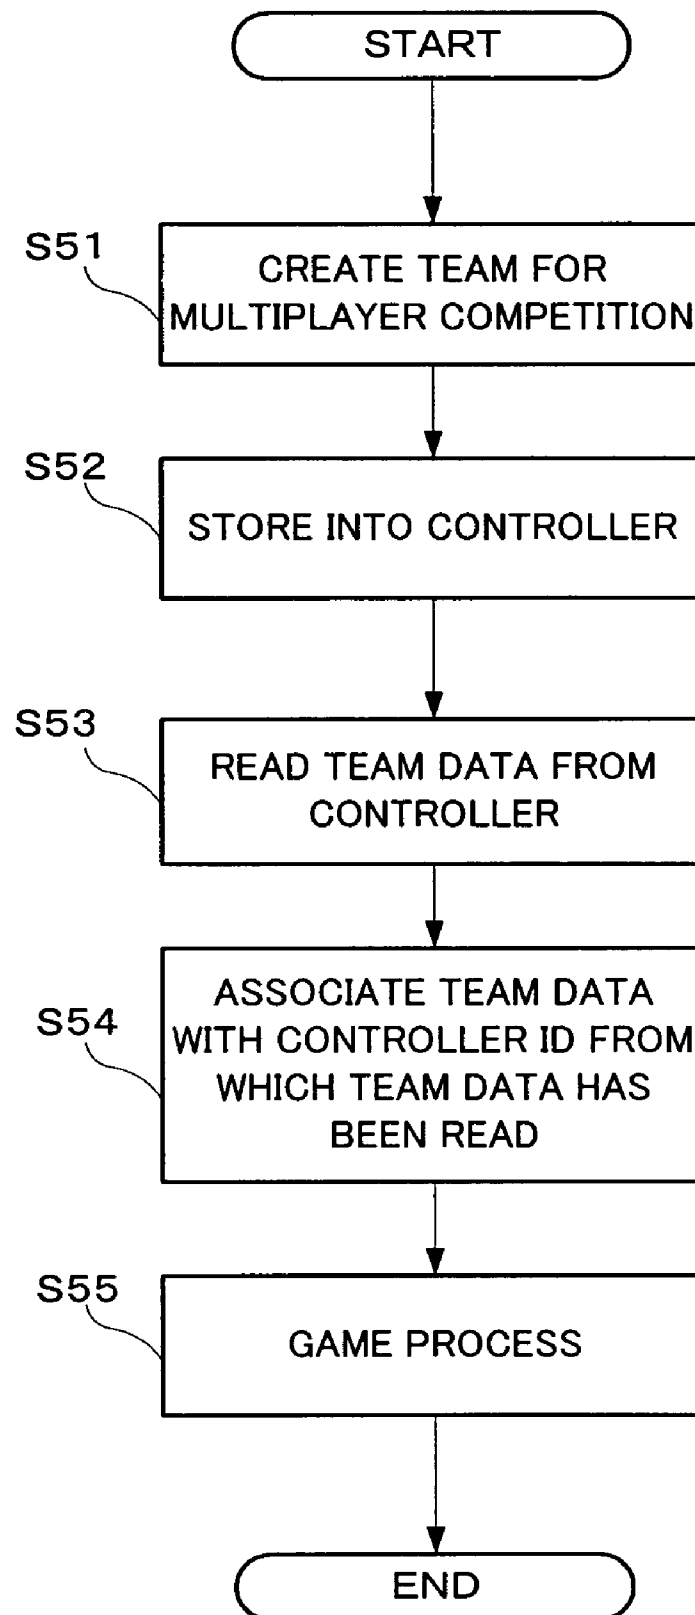 START
S51
CREATE TEAM FOR
MULTIPLAYER COMPETITION
S52
STORE INTO CONTROLLER
S53
READ TEAM DATA FROM
CONTROLLER
S54
ASSOCIATE TEAM DATA
WITH CONTROLLER ID FROM
WHICH TEAM DATA HAS
BEEN READ
S55
GAME PROCESS
END